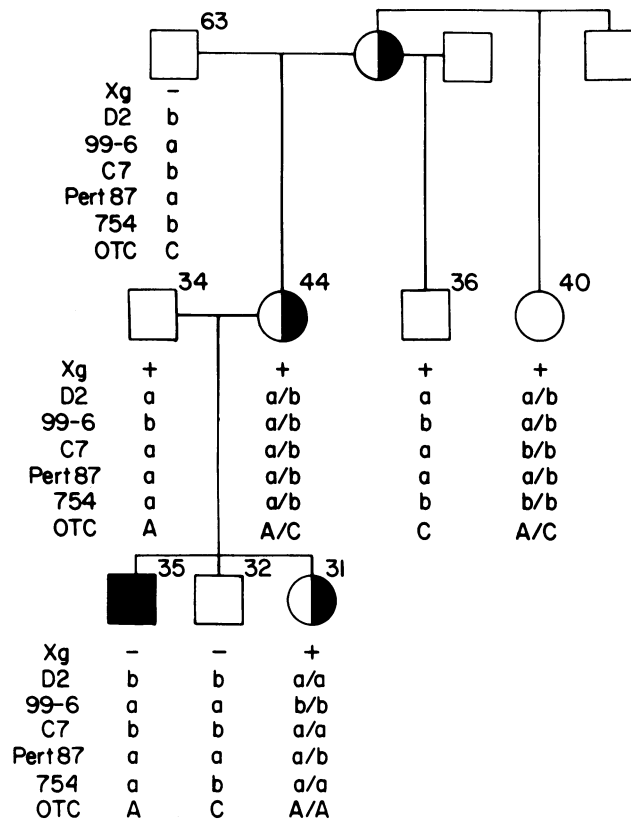 63
Xg –
D2 b
99-6 a
C7 b
Pert 87 a
754 b
OTC C
34 44 36 40
Xg + + + +
D2 a a/b a a/b
99-6 b a/b b a/b
C7 a a/b a b/b
Pert 87 a a/b a a/b
754 a a/b b b/b
OTC A A/C C A/C
35 32 31
Xg – – +
D2 b b a/a
99-6 a a b/b
C7 b b a/a
Pert 87 a a a/b
754 a b a/a
OTC A C A/A